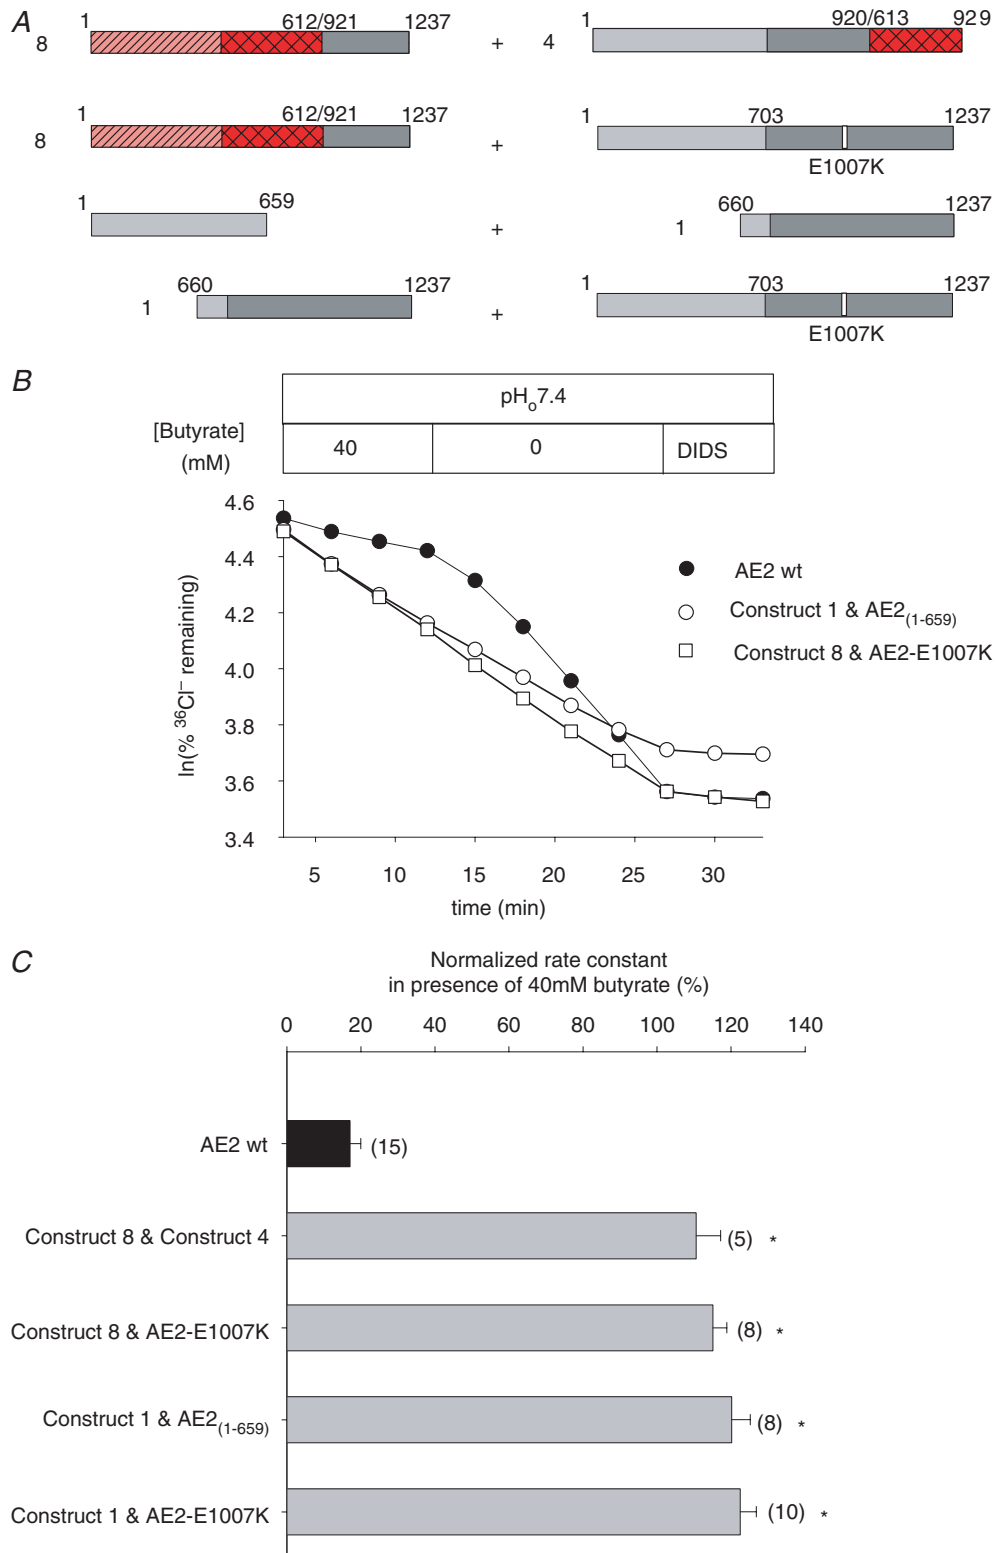 A
1 612/921 1237 1 920/613 929
8 + 4
1 612/921 1237 1 703 1237
8 +
E1007K
1 659 660 1237
+ 1
660 1237 1 703 1237
1 +
E1007K
B
pHo7.4
[Butyrate]
(mM)
40 0 DIDS
ln(% 36Cl– remaining)
4.6
4.4
4.2
4.0
3.8
3.6
3.4
5 10 15 20 25 30
time (min)
AE2 wt
Construct 1 & AE2(1-659)
Construct 8 & AE2-E1007K
C
Normalized rate constant
in presence of 40mM butyrate (%)
0 20 40 60 80 100 120 140
AE2 wt (15)
Construct 8 & Construct 4 (5) *
Construct 8 & AE2-E1007K (8) *
Construct 1 & AE2(1-659) (8) *
Construct 1 & AE2-E1007K (10) *